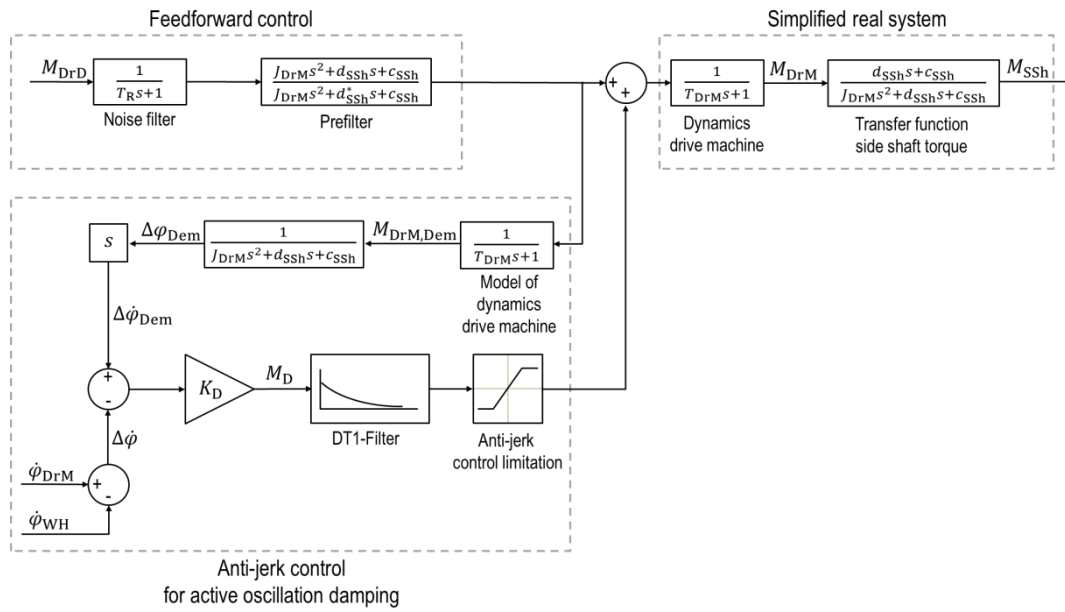 Feedforward control
Simplified real system
M_DrD
1
T_R s+1
Noise filter
J_DrM s²+d_SSh s+c_SSh
J_DrM s²+d*_SSh s+c_SSh
Prefilter
+
+
1
T_DrM s+1
Dynamics
drive machine
M_DrM
d_SSh s+c_SSh
J_DrM s²+d_SSh s+c_SSh
Transfer function
side shaft torque
M_SSh
s
Δφ_Dem
1
J_DrM s²+d_SSh s+c_SSh
M_DrM,Dem
1
T_DrM s+1
Model of
dynamics
drive machine
Δφ̇_Dem
+
-
K_D
M_D
DT1-Filter
Anti-jerk
control limitation
Δφ̇
φ̇_DrM
+
-
φ̇_WH
Anti-jerk control
for active oscillation damping